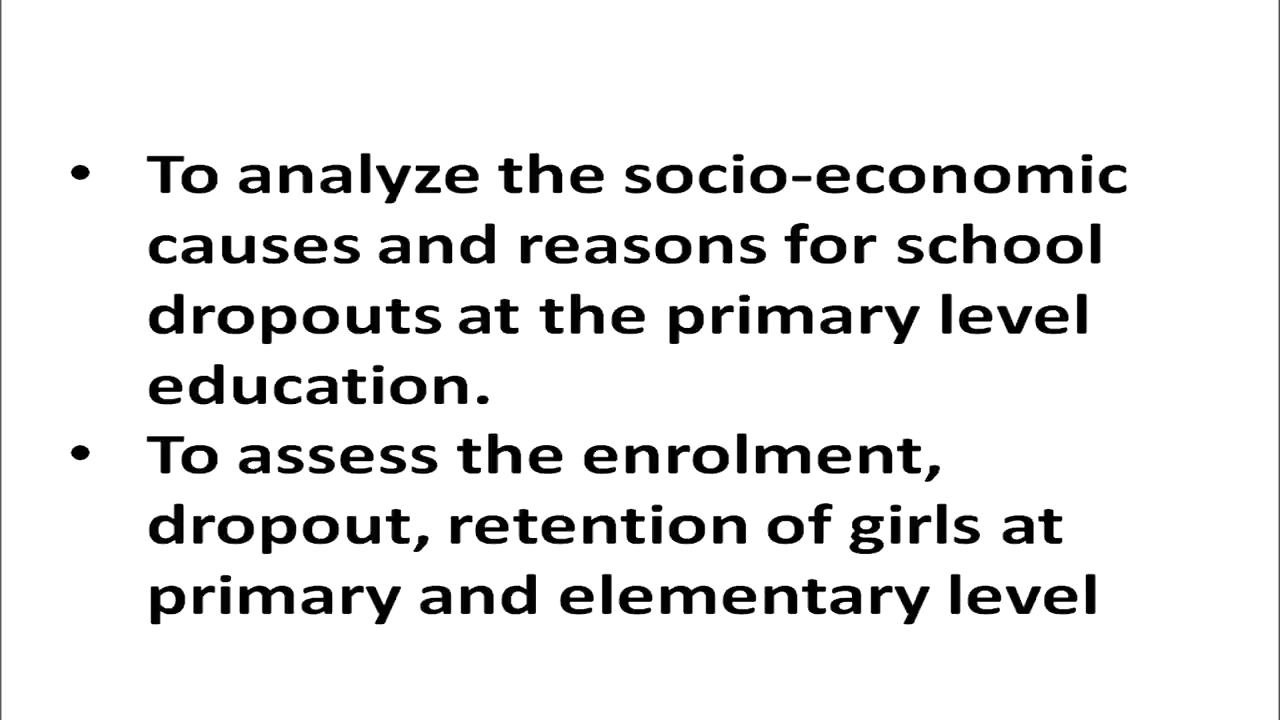 • To analyze the socio-economic
causes and reasons for school
dropouts at the primary level
education.
• To assess the enrolment,
dropout, retention of girls at
primary and elementary level